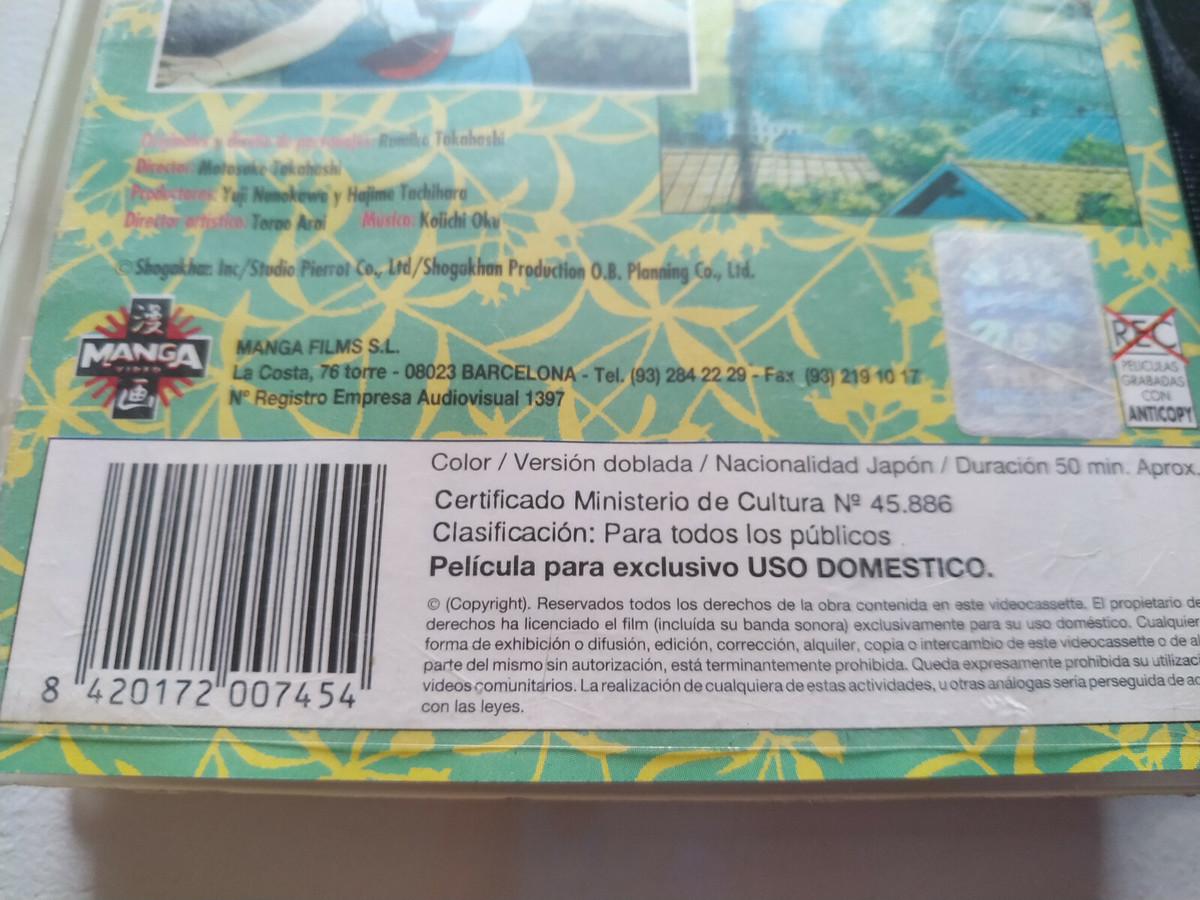 Originales y diseño de personajes: Rumiko Takahashi
Director: Motosuke Takahashi
Productores: Yuji Nunokawa y Hajime Tachihara
Director artístico. Torao Arai Musica: Koiichi Oku
© Shogakhan Inc/Studio Pierrot Co., Ltd/Shogakhan Production O.B. Planning Co., Ltd.
漫
MANGA
VIDEO
画
MANGA FILMS S.L.
La Costa, 76 torre - 08023 BARCELONA - Tel. (93) 284 22 29 - Fax (93) 219 10 17
Nº Registro Empresa Audiovisual 1397
REC
PELICULAS
GRABADAS
CON
ANTICOPY
Color / Versión doblada / Nacionalidad Japón / Duración 50 min. Aprox.
Certificado Ministerio de Cultura Nº 45.886
Clasificación: Para todos los públicos
Película para exclusivo USO DOMESTICO.
© (Copyright). Reservados todos los derechos de la obra contenida en este videocassette. El propietario de
derechos ha licenciado el film (incluída su banda sonora) exclusivamente para su uso doméstico. Cualquier
forma de exhibición o difusión, edición, corrección, alquiler, copia o intercambio de este videocassette o de al
parte del mismo sin autorización, está terminantemente prohibida. Queda expresamente prohibida su utilizaci
videos comunitarios. La realización de cualquiera de estas actividades, u otras análogas sería perseguida de ac
con las leyes.
8 420172 007454